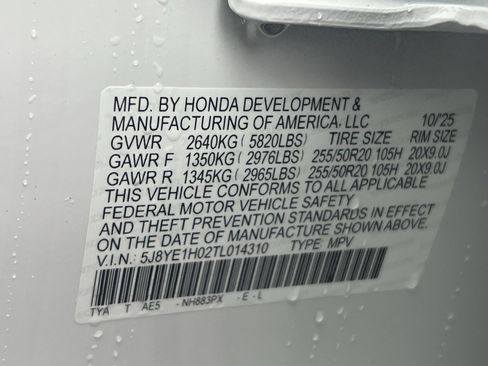 MFD. BY HONDA DEVELOPMENT &
MANUFACTURING OF AMERICA, LLC 10/25
GVWR 2640KG ( 5820LBS) TIRE SIZE RIM SIZE
GAWR F 1350KG ( 2976LBS) 255/50R20 105H 20X9.0J
GAWR R 1345KG ( 2965LBS) 255/50R20 105H 20X9.0J
THIS VEHICLE CONFORMS TO ALL APPLICABLE
FEDERAL MOTOR VEHICLE SAFETY
AND THEFT PREVENTION STANDARDS IN EFFECT
ON THE DATE OF MANUFACTURE SHOWN ABOVE.
V.I.N.: 5J8YE1H02TL014310 TYPE: MPV
TYA T AE5 -NH883PX -E-L